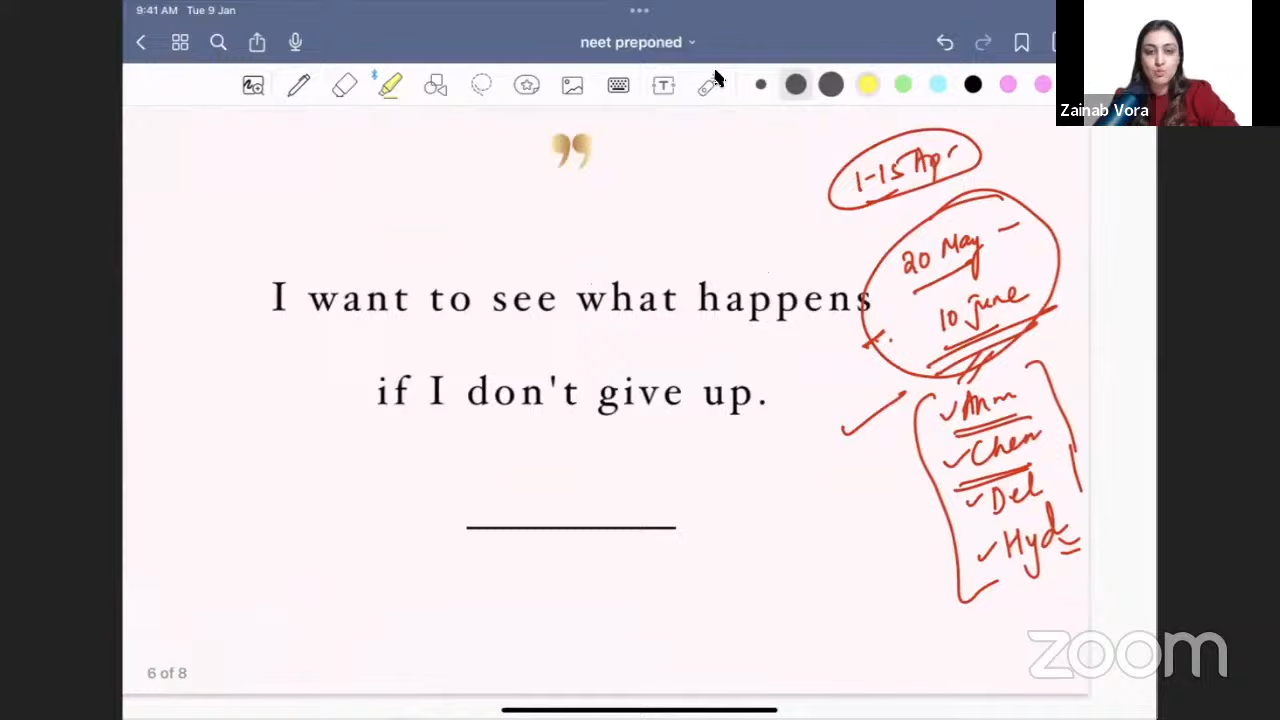 9:41 AM Tue 9 Jan
neet preponed
Zainab Vora
1-15 Apr
20 May -
10 June
I want to see what happens
if I don't give up.
Ahm
Chen
Del
Hyd
6 of 8
zoom